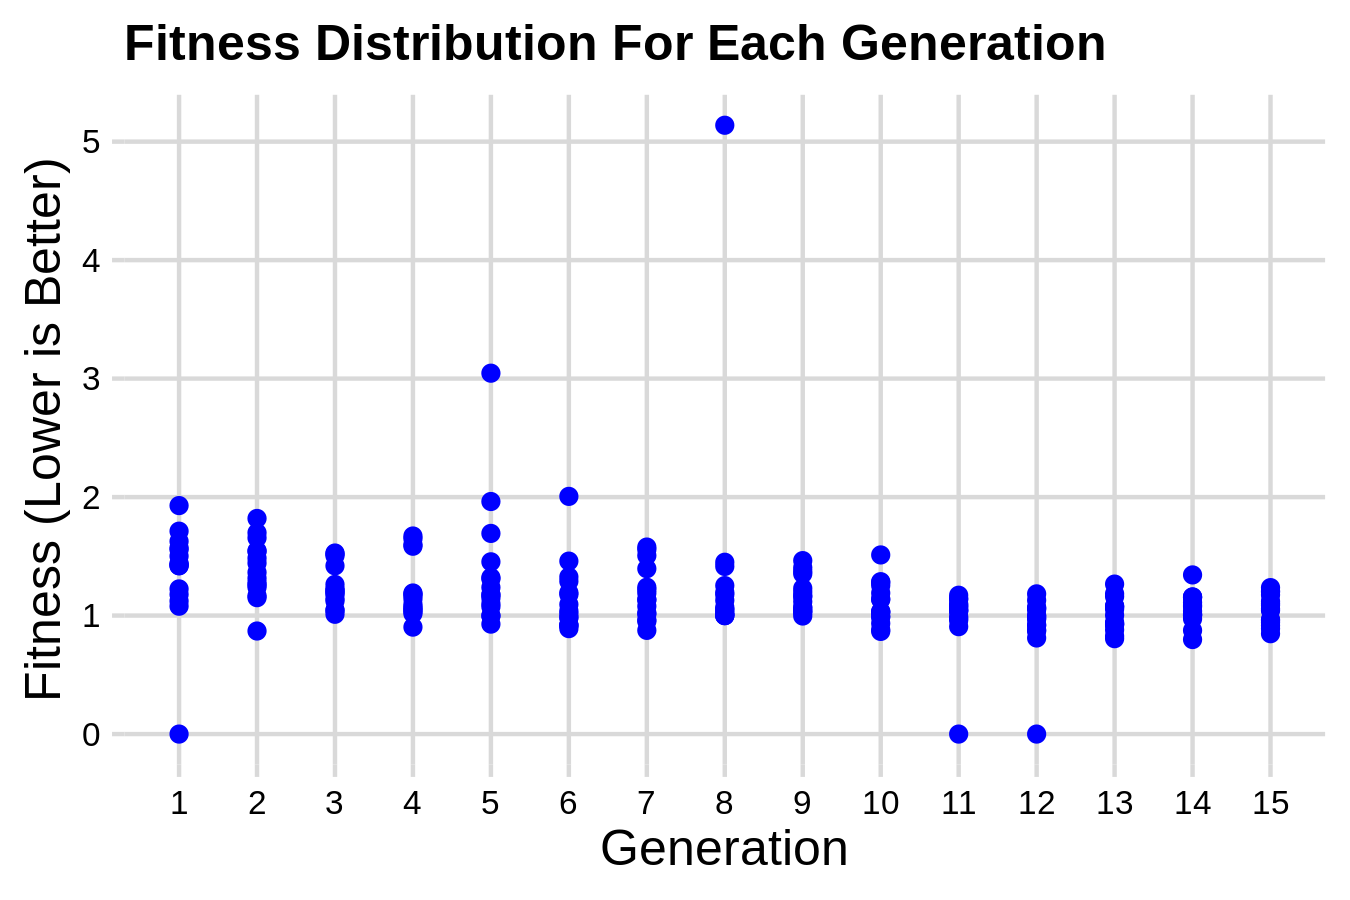 Fitness Distribution For Each Generation
Fitness (Lower is Better)
5
4
3
2
1
0
1 2 3 4 5 6 7 8 9 10 11 12 13 14 15
Generation